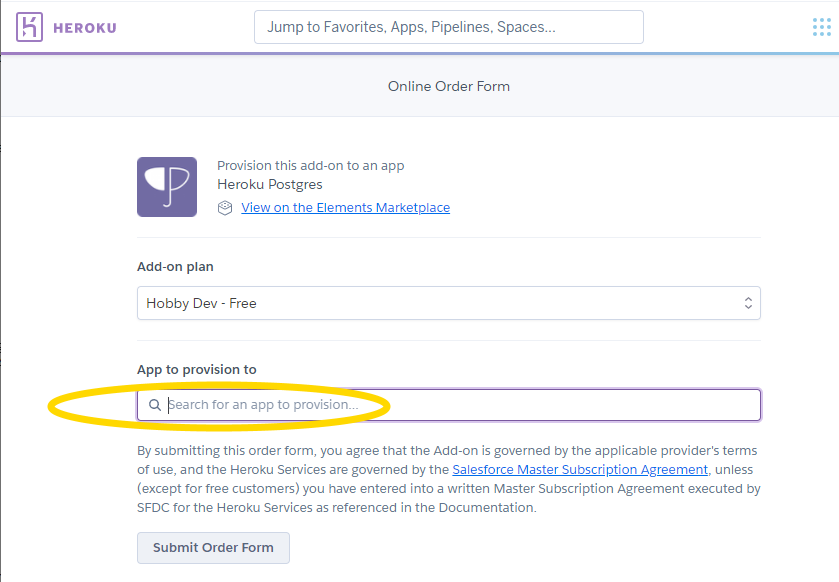 HEROKU
Jump to Favorites, Apps, Pipelines, Spaces...
Online Order Form
Provision this add-on to an app
Heroku Postgres
View on the Elements Marketplace
Add-on plan
Hobby Dev - Free
App to provision to
Search for an app to provision...
By submitting this order form, you agree that the Add-on is governed by the applicable provider's terms
of use, and the Heroku Services are governed by the Salesforce Master Subscription Agreement, unless
(except for free customers) you have entered into a written Master Subscription Agreement executed by
SFDC for the Heroku Services as referenced in the Documentation.
Submit Order Form